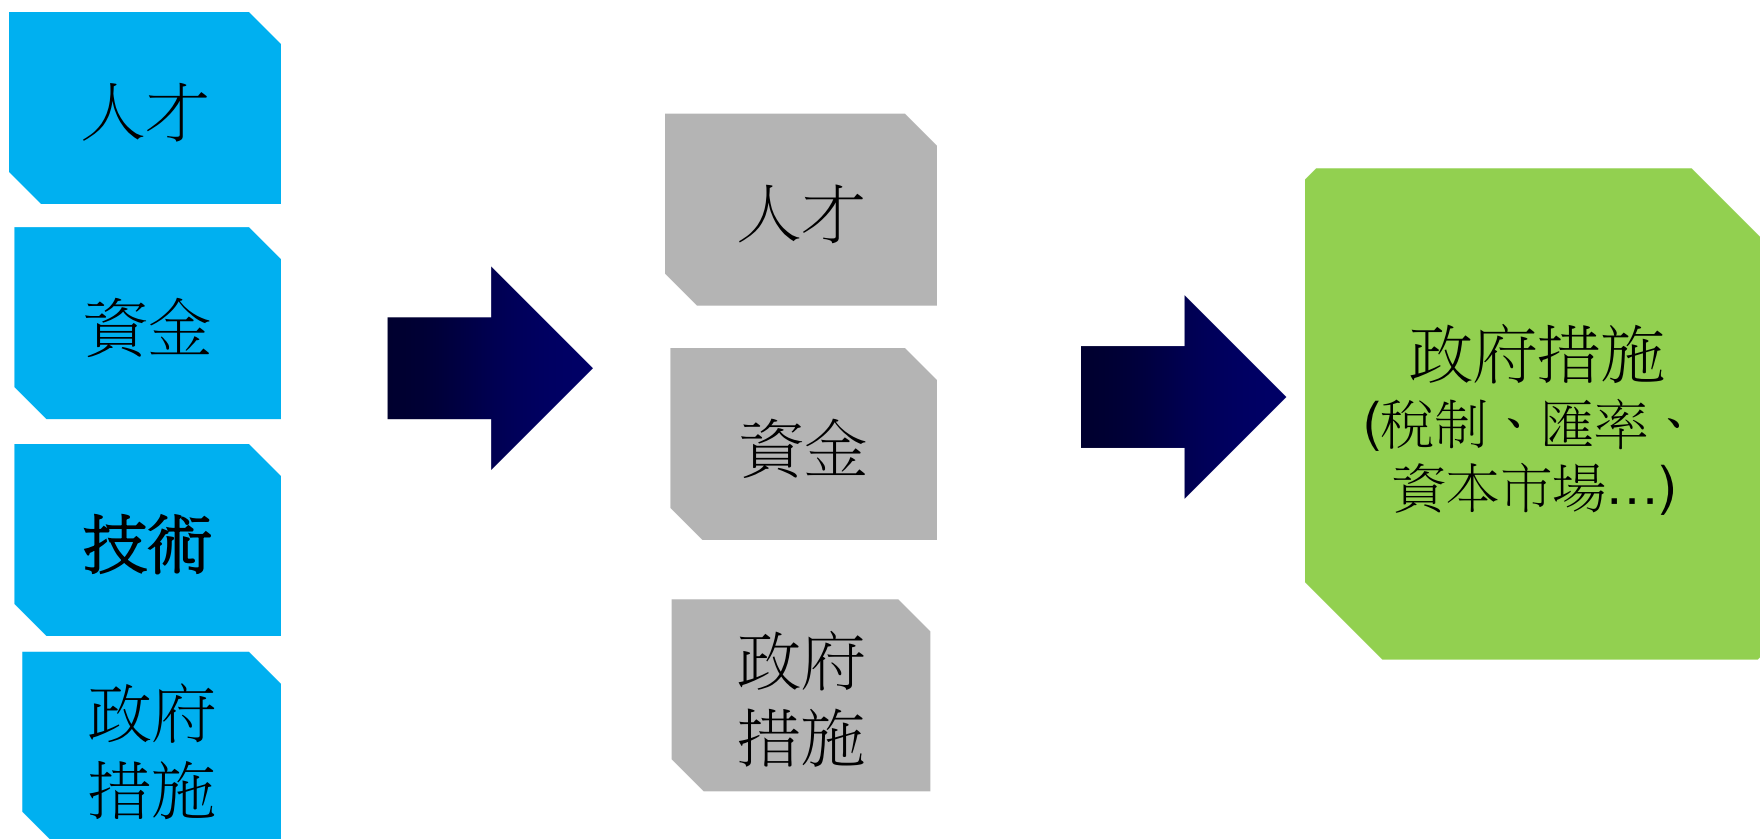 人才
資金
技術
政府
措施
人才
資金
政府
措施
政府措施
(稅制、匯率、
資本市場...)